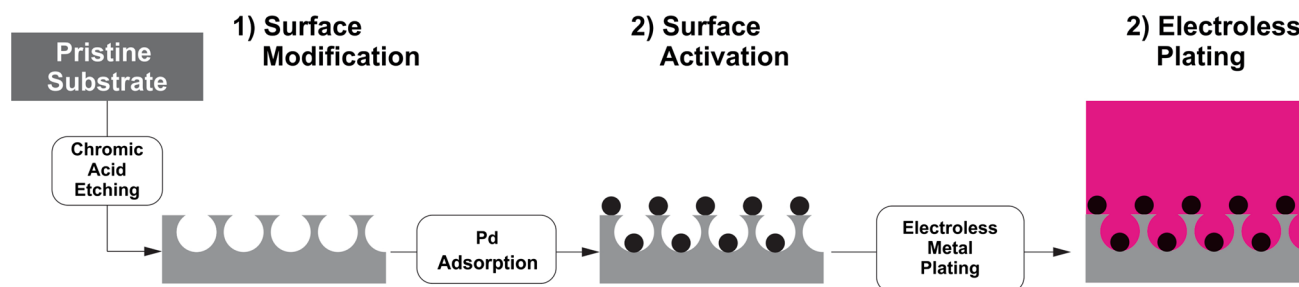 1) Surface
Modification
2) Surface
Activation
2) Electroless
Plating
Pristine
Substrate
Chromic
Acid
Etching
Pd
Adsorption
Electroless
Metal
Plating